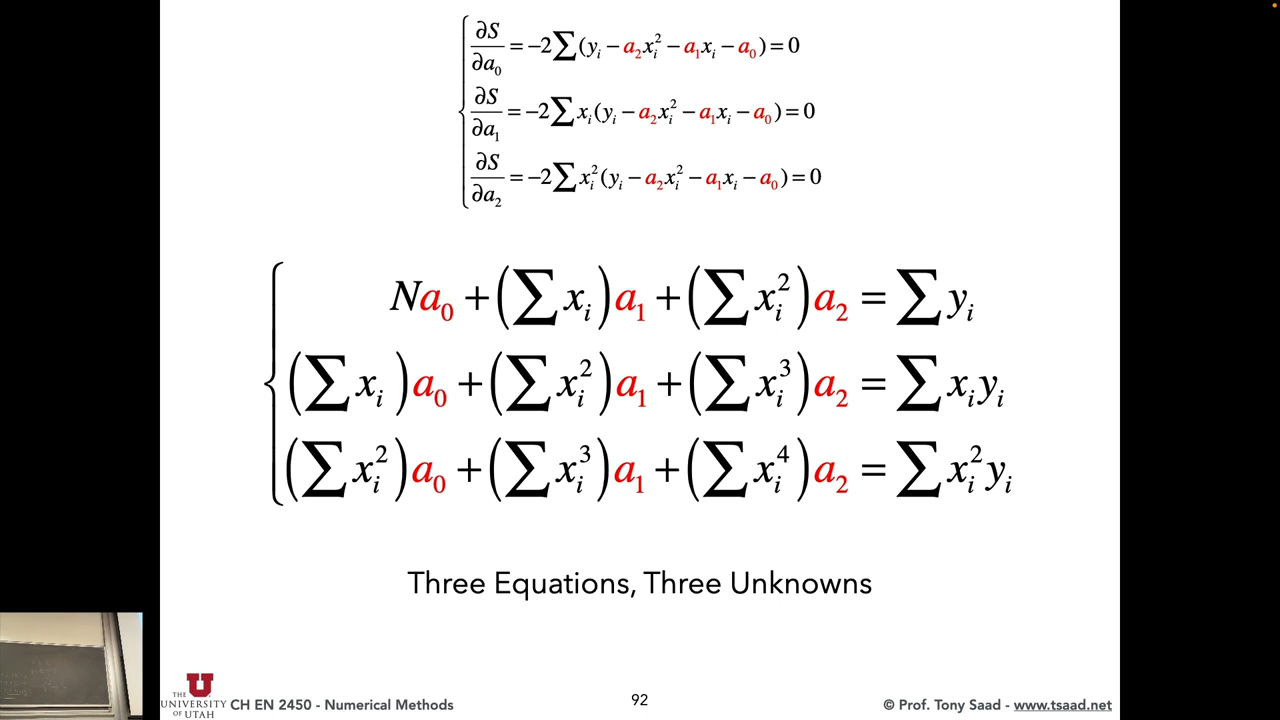 ∂S/∂a₀ = −2∑(yᵢ − a₂xᵢ² − a₁xᵢ − a₀) = 0
∂S/∂a₁ = −2∑ xᵢ(yᵢ − a₂xᵢ² − a₁xᵢ − a₀) = 0
∂S/∂a₂ = −2∑ xᵢ²(yᵢ − a₂xᵢ² − a₁xᵢ − a₀) = 0
Na₀ + (∑ xᵢ)a₁ + (∑ xᵢ²)a₂ = ∑ yᵢ
(∑ xᵢ)a₀ + (∑ xᵢ²)a₁ + (∑ xᵢ³)a₂ = ∑ xᵢyᵢ
(∑ xᵢ²)a₀ + (∑ xᵢ³)a₁ + (∑ xᵢ⁴)a₂ = ∑ xᵢ²yᵢ
Three Equations, Three Unknowns
U
THE
UNIVERSITY
OF UTAH
CH EN 2450 - Numerical Methods
92
© Prof. Tony Saad - www.tsaad.net